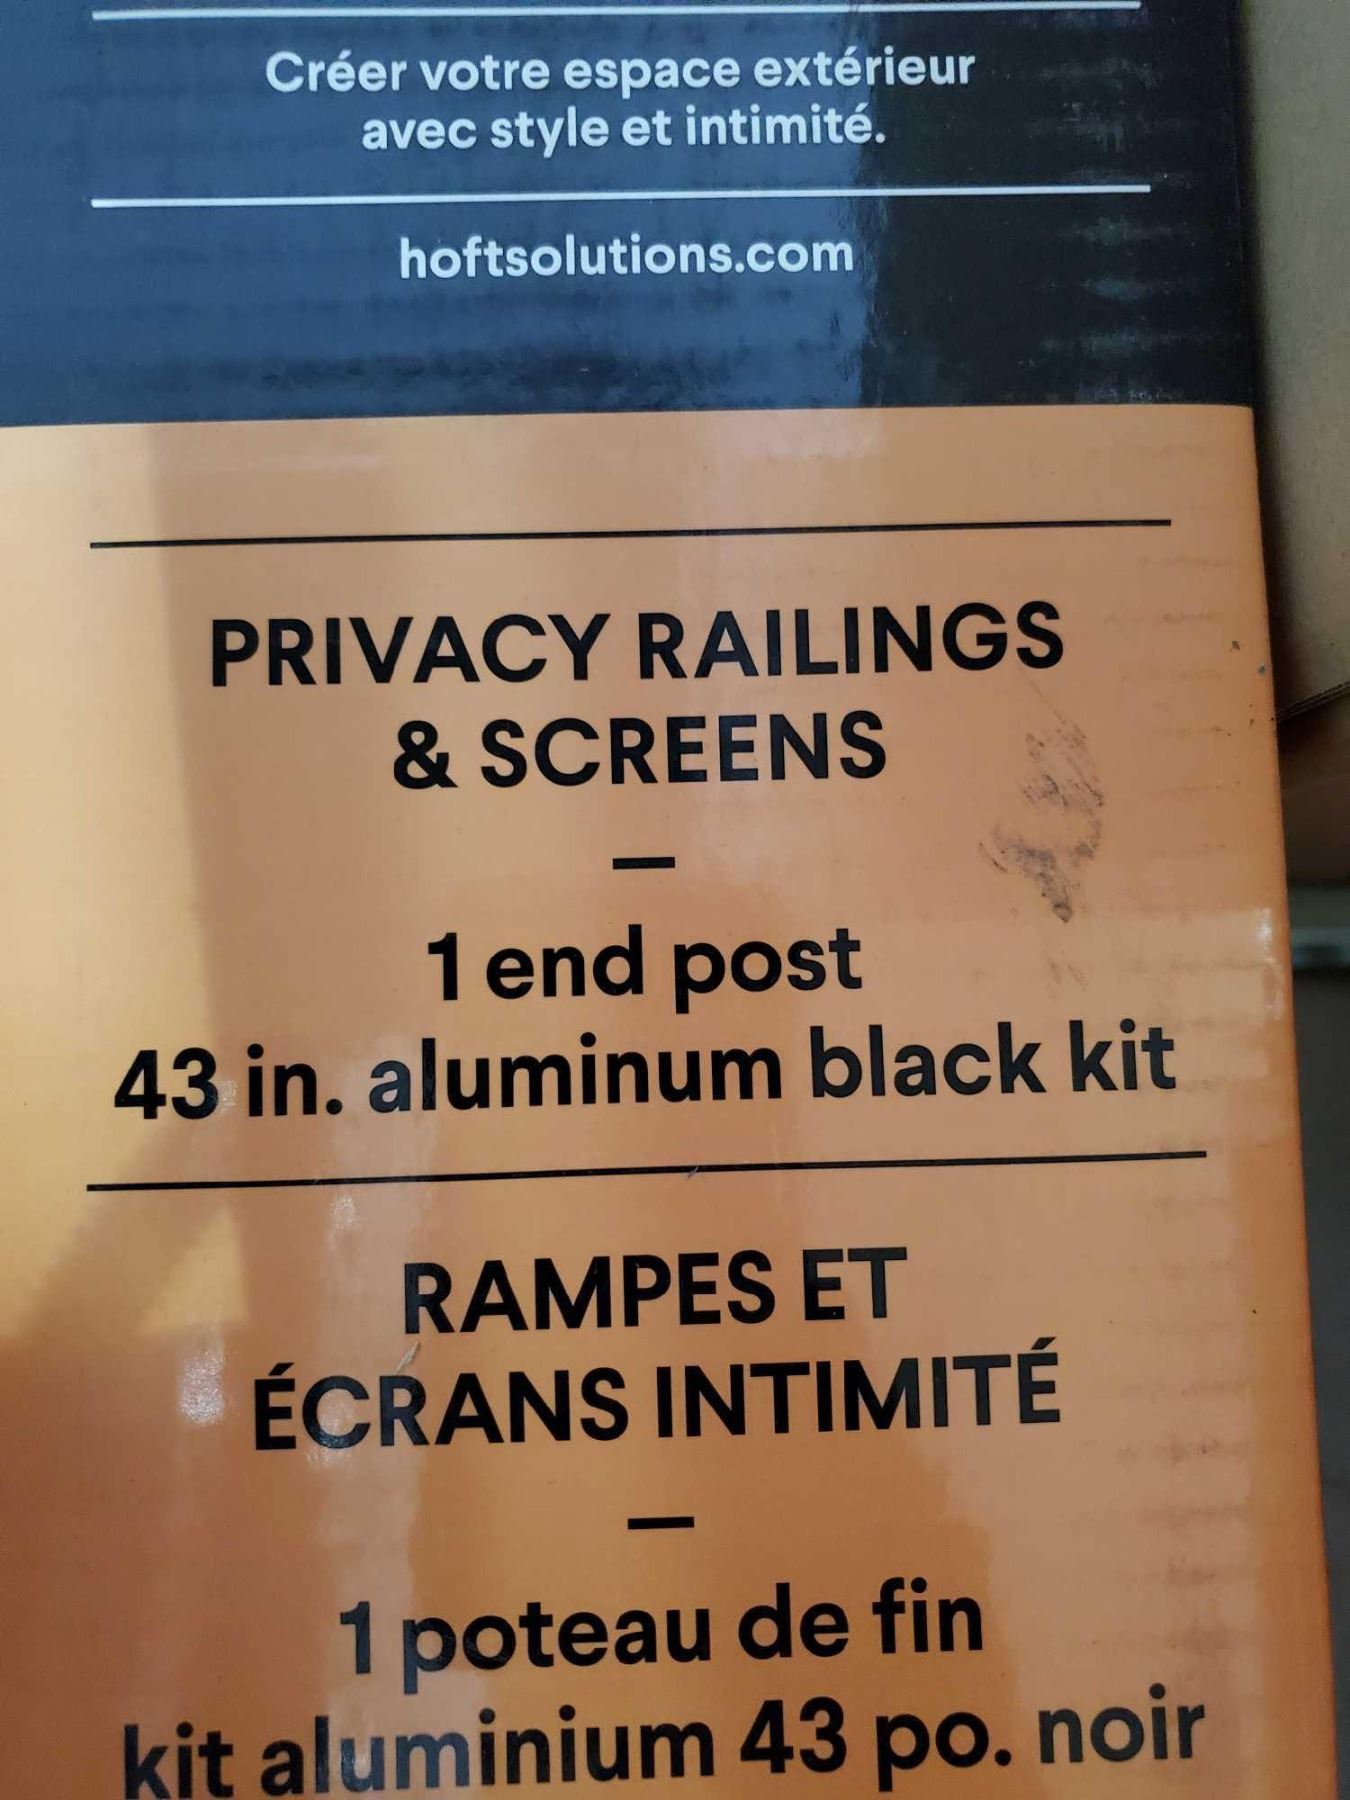 Créer votre espace extérieur
avec style et intimité.
hoftsolutions.com
PRIVACY RAILINGS
& SCREENS
—
1 end post
43 in. aluminum black kit
RAMPES ET
ÉCRANS INTIMITÉ
—
1 poteau de fin
kit aluminium 43 po. noir